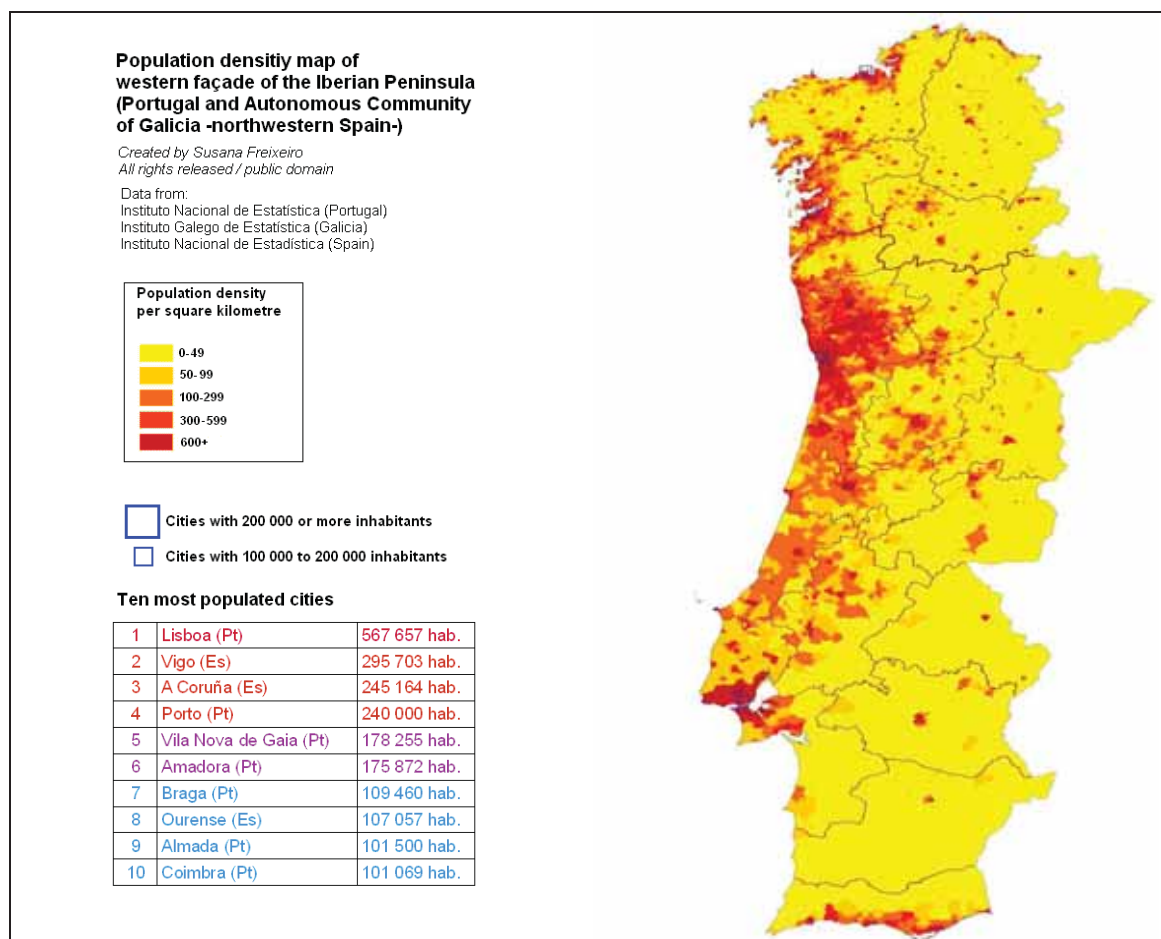 Population densitiy map of
western façade of the Iberian Peninsula
(Portugal and Autonomous Community
of Galicia -northwestern Spain-)
Created by Susana Freixeiro
All rights released / public domain
Data from:
Instituto Nacional de Estatística (Portugal)
Instituto Galego de Estatística (Galicia)
Instituto Nacional de Estadística (Spain)
Population density
per square kilometre
0-49
50-99
100-299
300-599
600+
Cities with 200 000 or more inhabitants
Cities with 100 000 to 200 000 inhabitants
Ten most populated cities
1 Lisboa (Pt) 567 657 hab.
2 Vigo (Es) 295 703 hab.
3 A Coruña (Es) 245 164 hab.
4 Porto (Pt) 240 000 hab.
5 Vila Nova de Gaia (Pt) 178 255 hab.
6 Amadora (Pt) 175 872 hab.
7 Braga (Pt) 109 460 hab.
8 Ourense (Es) 107 057 hab.
9 Almada (Pt) 101 500 hab.
10 Coimbra (Pt) 101 069 hab.